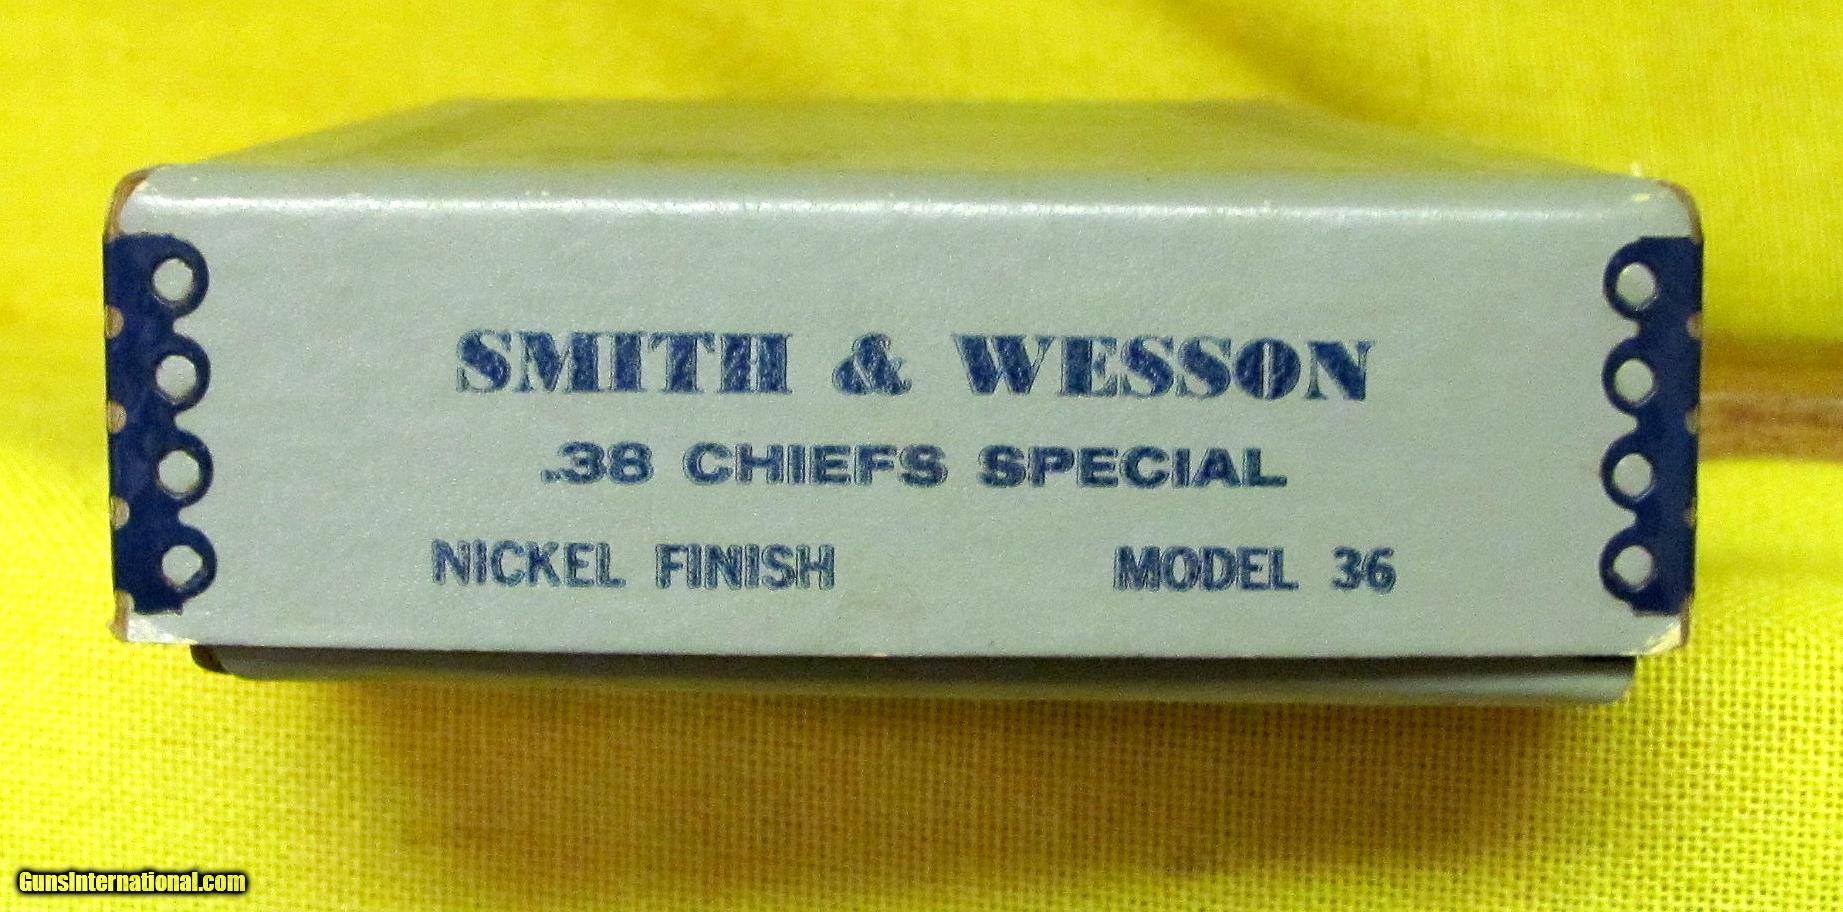 SMITH & WESSON
.38 CHIEFS SPECIAL
NICKEL FINISH MODEL 36
GunsInternational.com